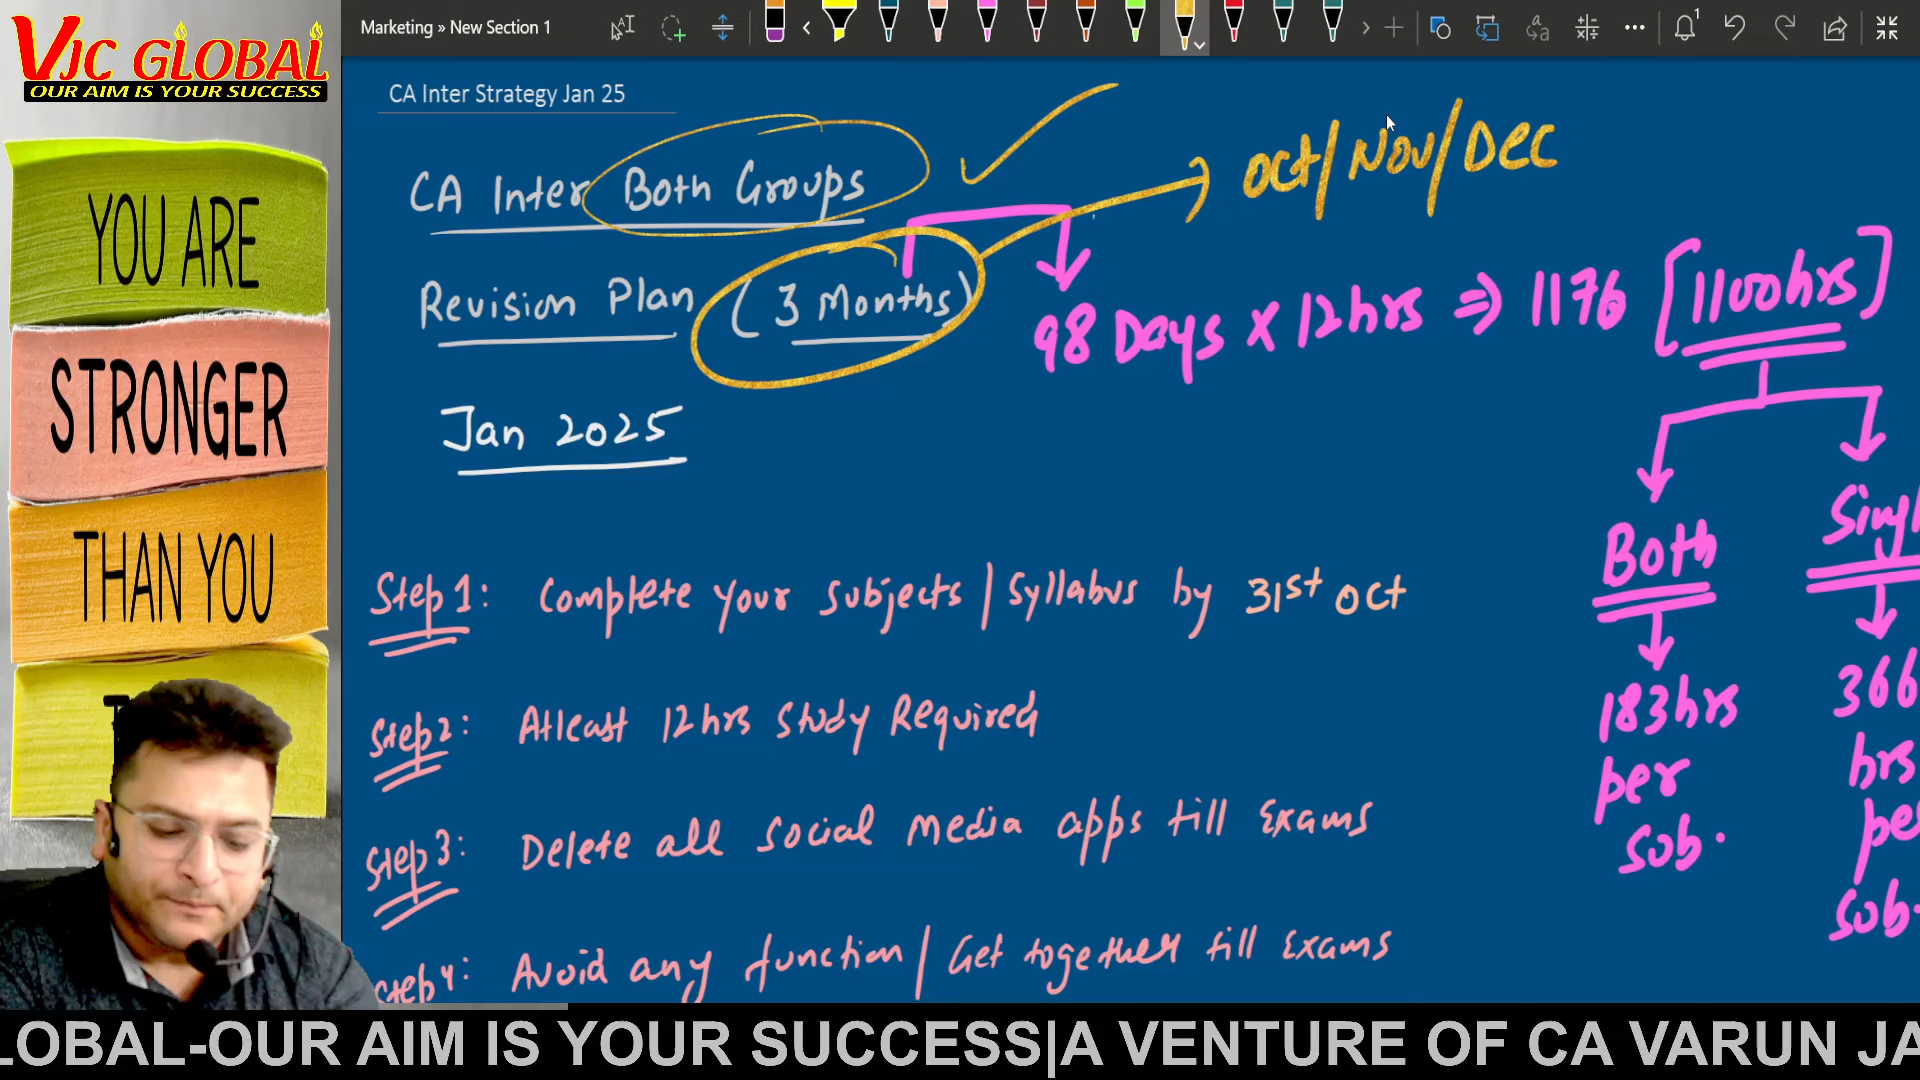 VJC GLOBAL
OUR AIM IS YOUR SUCCESS
Marketing » New Section 1
YOU ARE
STRONGER
THAN YOU
CA Inter Strategy Jan 25
CA Inter Both Groups
Oct/Nov/Dec
Revision Plan (3 Months)
98 Days x 12hrs ⇒ 1176 [1100hrs]
Jan 2025
Both
183hrs
per
sub.
366
hrs
sub.
Step 1: Complete your subjects / syllabus by 31st Oct
Step 2: Atleast 12hrs study Required
Step 3: Delete all social media apps till Exams
Step 4: Avoid any function / Get together till Exams
LOBAL-OUR AIM IS YOUR SUCCESS|A VENTURE OF CA VARUN JA